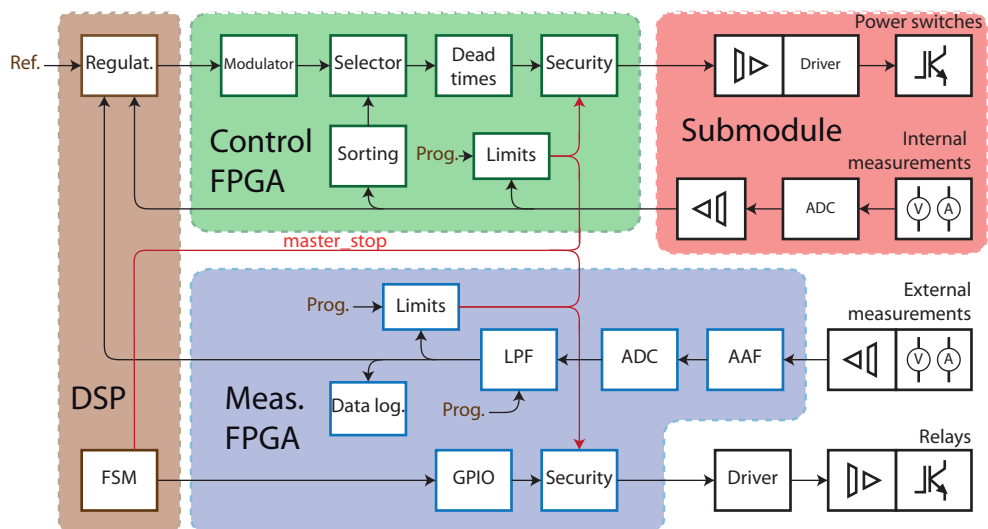 Power switches
Ref.
Regulat.
Modulator
Selector
Dead
times
Security
Driver
Control
FPGA
Sorting
Prog.
Limits
Submodule
Internal
measurements
ADC
V
A
master_stop
Prog.
Limits
External
measurements
LPF
ADC
AAF
V
A
DSP
Meas.
FPGA
Data log.
Prog.
Relays
FSM
GPIO
Security
Driver